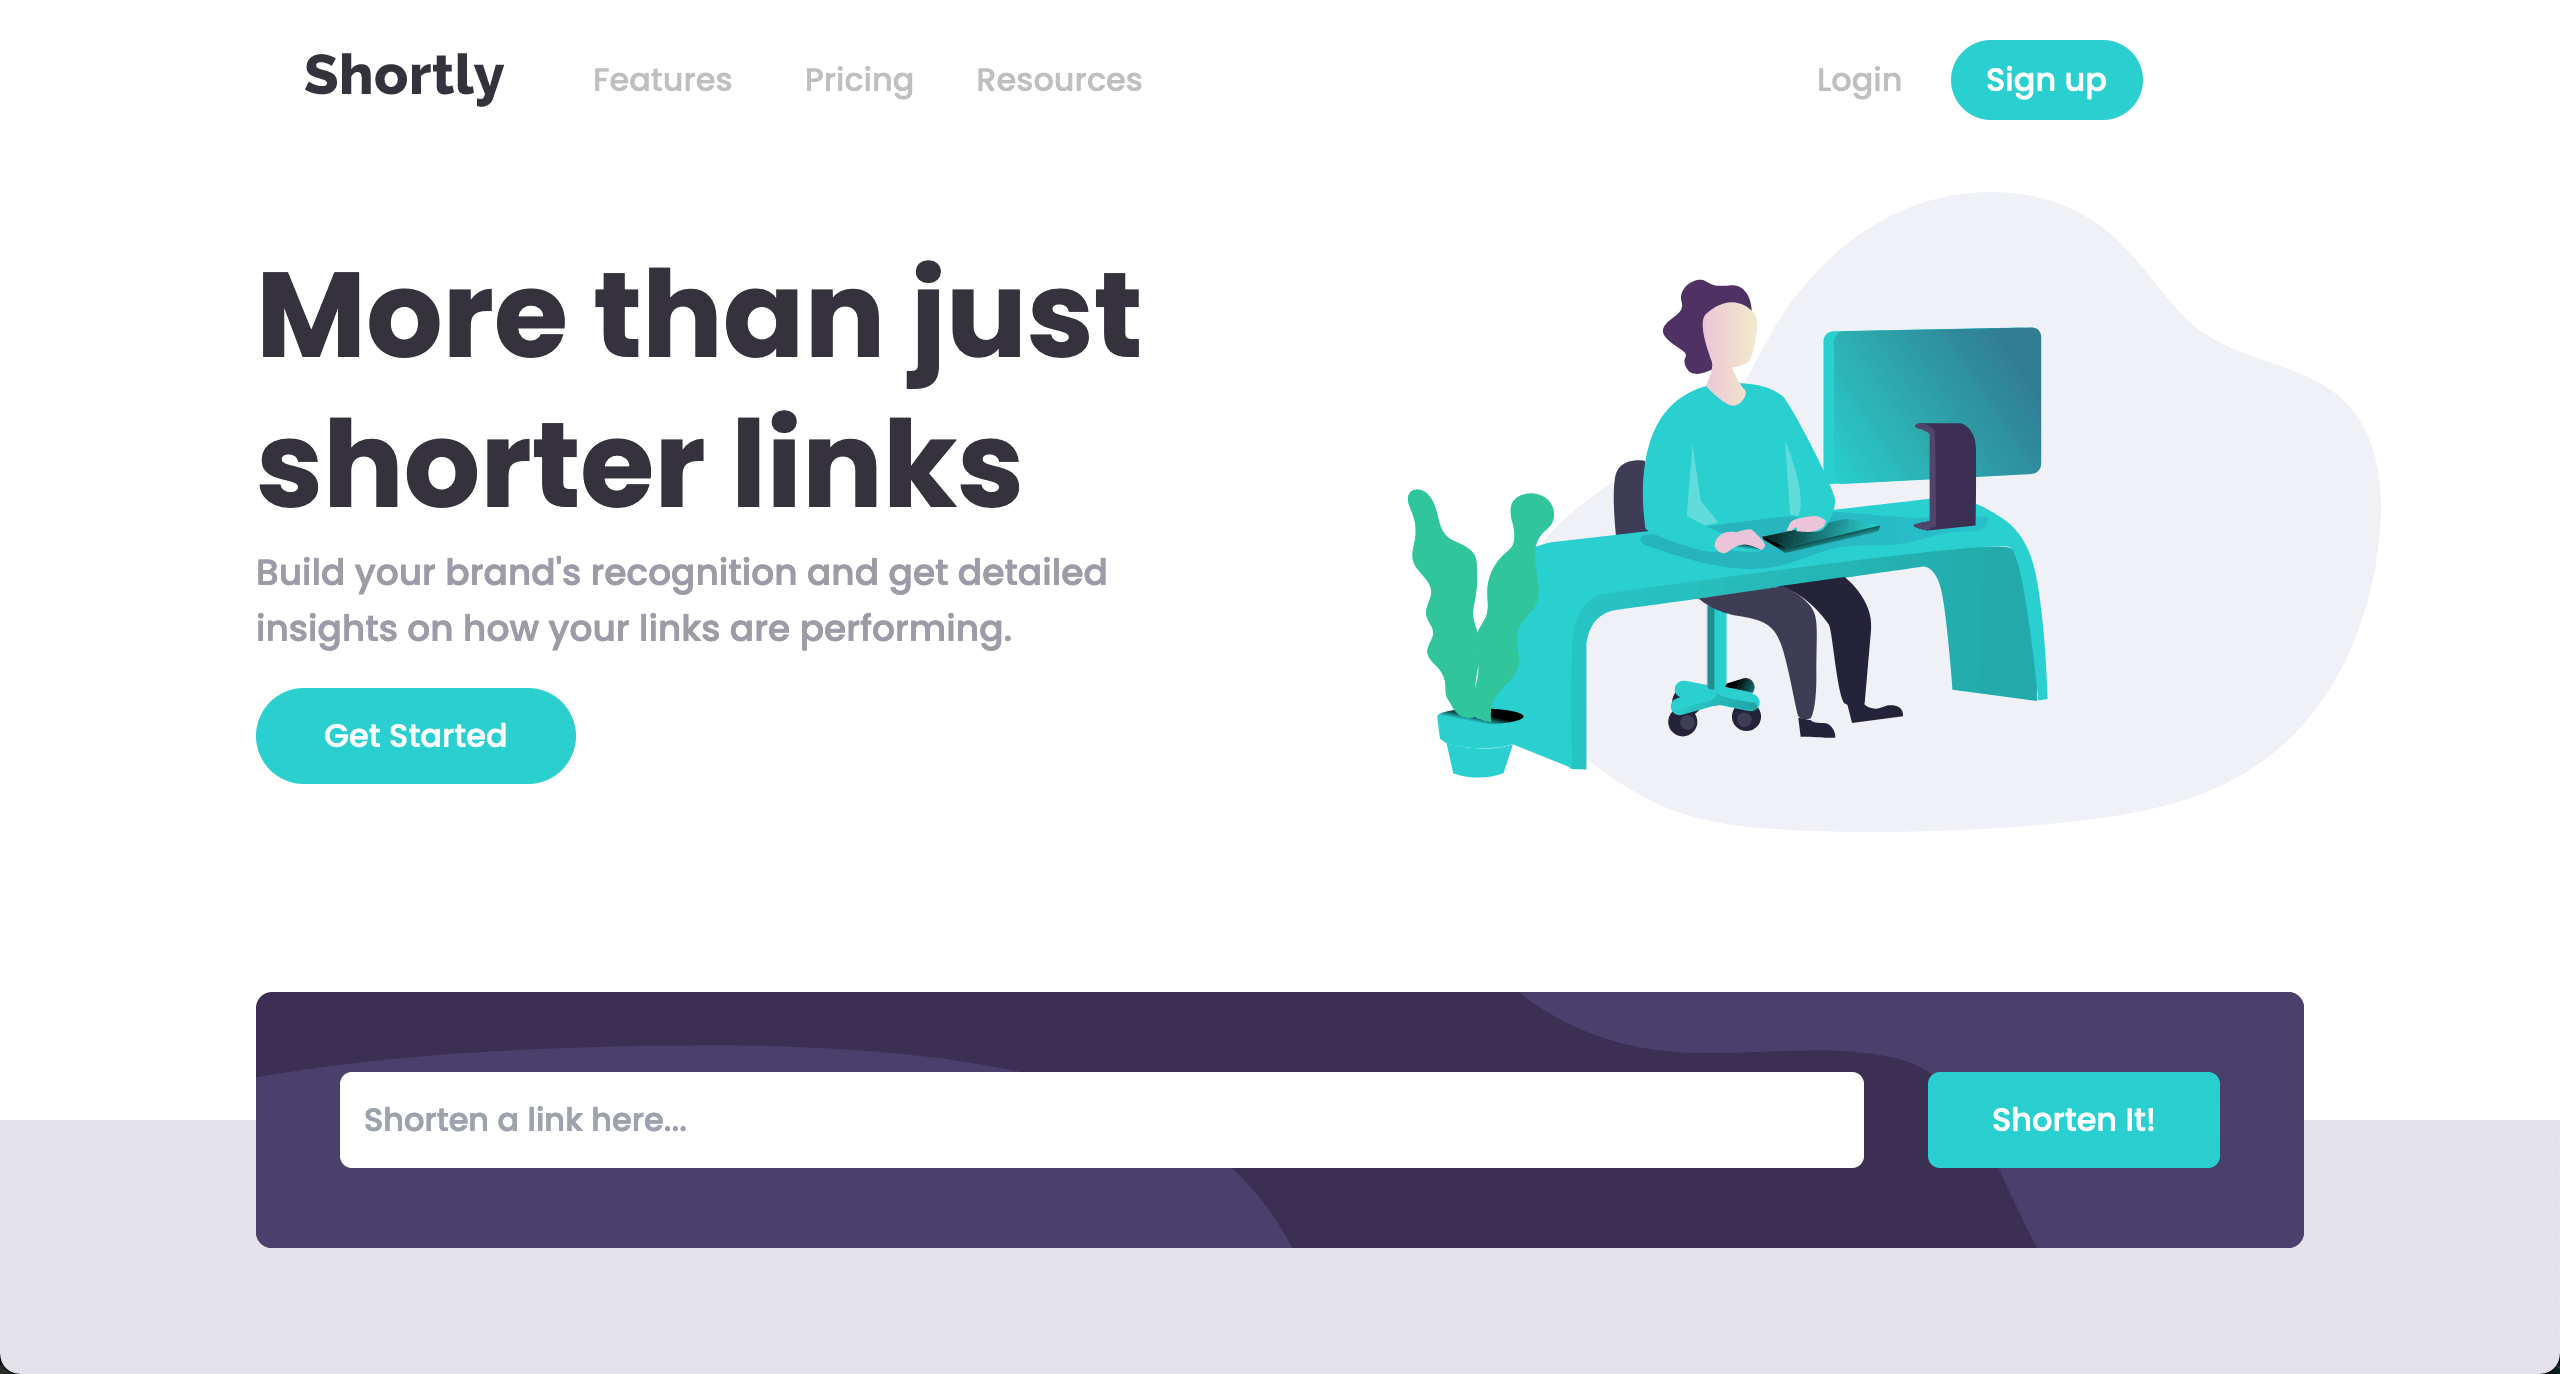 Shortly Features Pricing Resources Login Sign up
More than just
shorter links
Build your brand's recognition and get detailed
insights on how your links are performing.
Get Started
Shorten a link here... Shorten It!